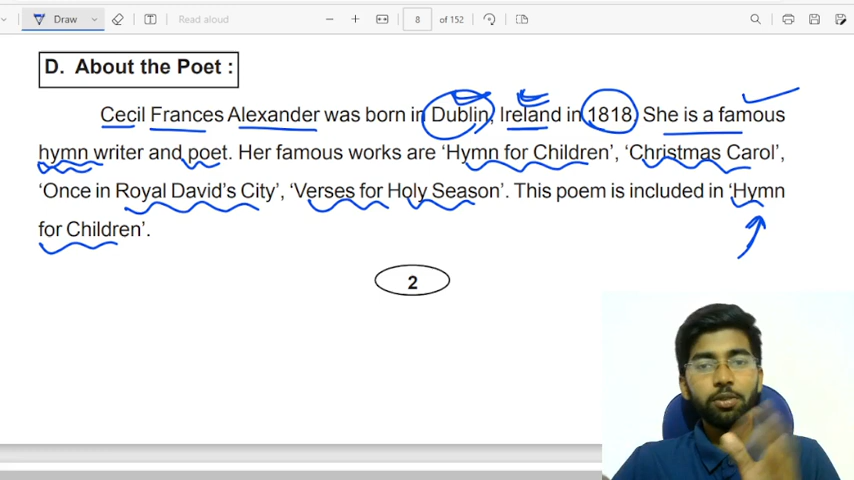 Draw
Read aloud
8 of 152
D. About the Poet :
Cecil Frances Alexander was born in Dublin, Ireland in 1818. She is a famous
hymn writer and poet. Her famous works are ‘Hymn for Children’, ‘Christmas Carol’,
‘Once in Royal David’s City’, ‘Verses for Holy Season’. This poem is included in ‘Hymn
for Children’.
2